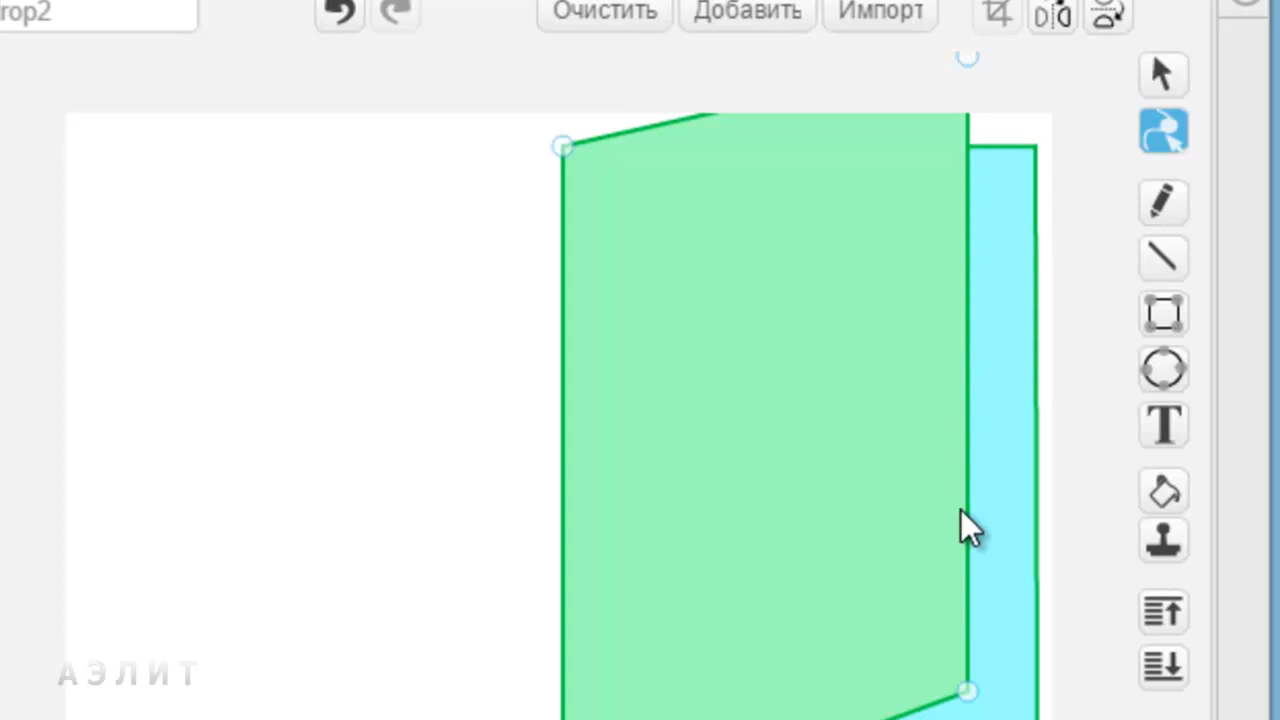 rop2
Очистить
Добавить
Импорт
T
АЭЛИТ